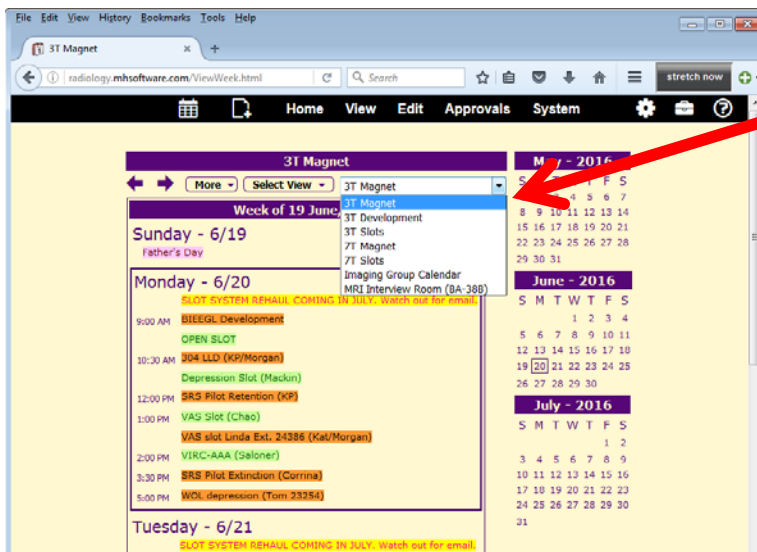 File Edit View History Bookmarks Tools Help
3T Magnet × +
radiology.mhsoftware.com/ViewWeek.html Search stretch now
Home View Edit Approvals System
3T Magnet
More Select View 3T Magnet
3T Magnet
3T Development
3T Slots
7T Magnet
7T Slots
Imaging Group Calendar
MRI Interview Room (BA-38B)
Week of 19 June,
Sunday - 6/19
Father's Day
Monday - 6/20
SLOT SYSTEM REHAUL COMING IN JULY. Watch out for email.
9:00 AM BIEEGL Development
OPEN SLOT
10:30 AM 304 LLD (KP/Morgan)
Depression Slot (Mackin)
12:00 PM SRS Pilot Retention (KP)
1:00 PM VAS Slot (Chao)
VAS slot Linda Ext. 24386 (Kat/Morgan)
2:00 PM VIRC-AAA (Saloner)
3:30 PM SRS Pilot Extinction (Corrina)
5:00 PM WOL depression (Tom 23254)
Tuesday - 6/21
SLOT SYSTEM REHAUL COMING IN JULY. Watch out for email.
May - 2016
S F S
4 5 6 7
8 9 10 11 12 13 14
15 16 17 18 19 20 21
22 23 24 25 26 27 28
29 30 31
June - 2016
S M T W T F S
1 2 3 4
5 6 7 8 9 10 11
12 13 14 15 16 17 18
19 20 21 22 23 24 25
26 27 28 29 30
July - 2016
S M T W T F S
1 2
3 4 5 6 7 8 9
10 11 12 13 14 15 16
17 18 19 20 21 22 23
24 25 26 27 28 29 30
31